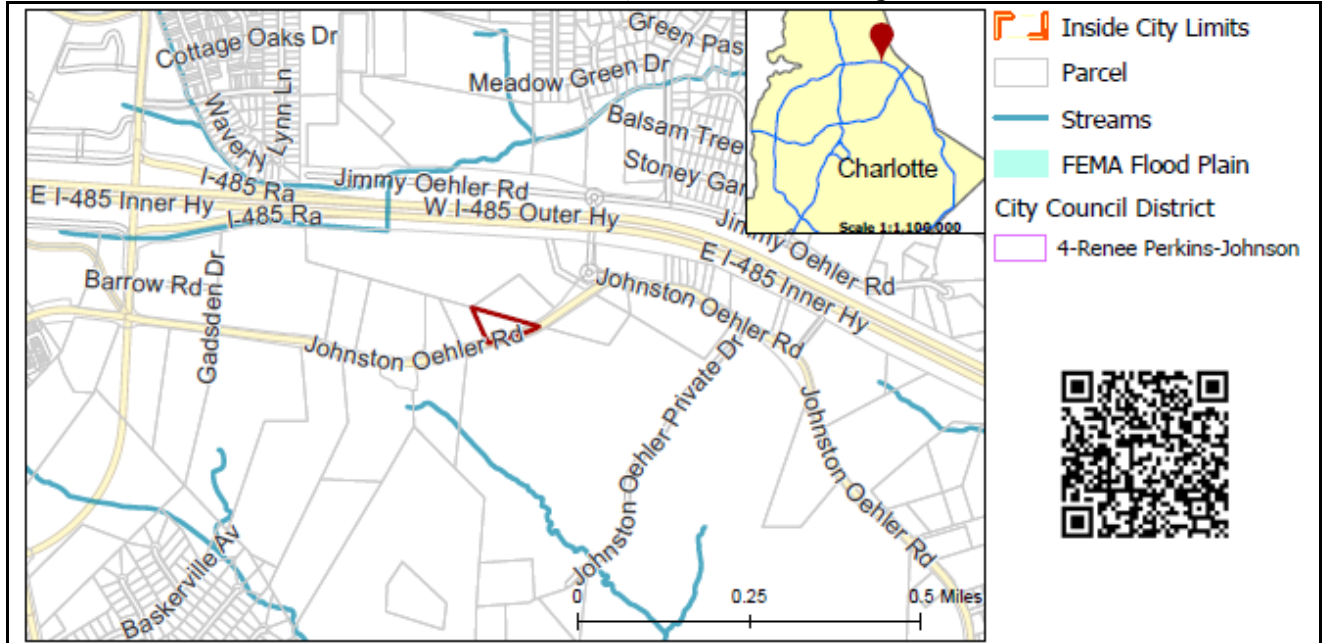 Cottage Oaks Dr
Green Pas
Meadow Green Dr
Lynn Ln
Waverly
Balsam Tree
Stoney Gar
I-485 Ra
Jimmy Oehler Rd
E I-485 Inner Hy
W I-485 Outer Hy
I-485 Ra
Jimmy Oehler Rd
E I-485 Inner Hy
Barrow Rd
Gadsden Dr
Johnston Oehler Rd
Johnston Oehler Rd
Johnston Oehler Private Dr
Johnston Oehler Rd
Baskerville Av
0
0.25
0.5 Miles
Charlotte
Scale 1:1,100,000
Inside City Limits
Parcel
Streams
FEMA Flood Plain
City Council District
4-Renee Perkins-Johnson